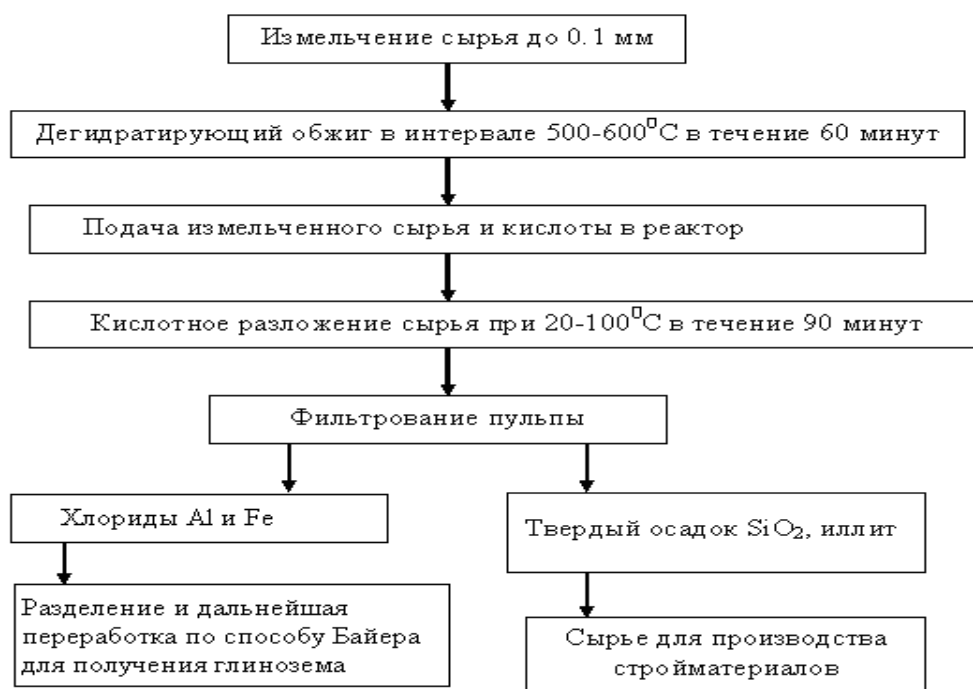 Измельчение сырья до 0.1 мм
Дегидратирующий обжиг в интервале 500-600⁰C в течение 60 минут
Подача измельченного сырья и кислоты в реактор
Кислотное разложение сырья при 20-100⁰C в течение 90 минут
Фильтрование пульпы
Хлориды Al и Fe
Твердый осадок SiO₂, иллит
Разделение и дальнейшая
переработка по способу Байера
для получения глинозема
Сырье для производства
стройматериалов